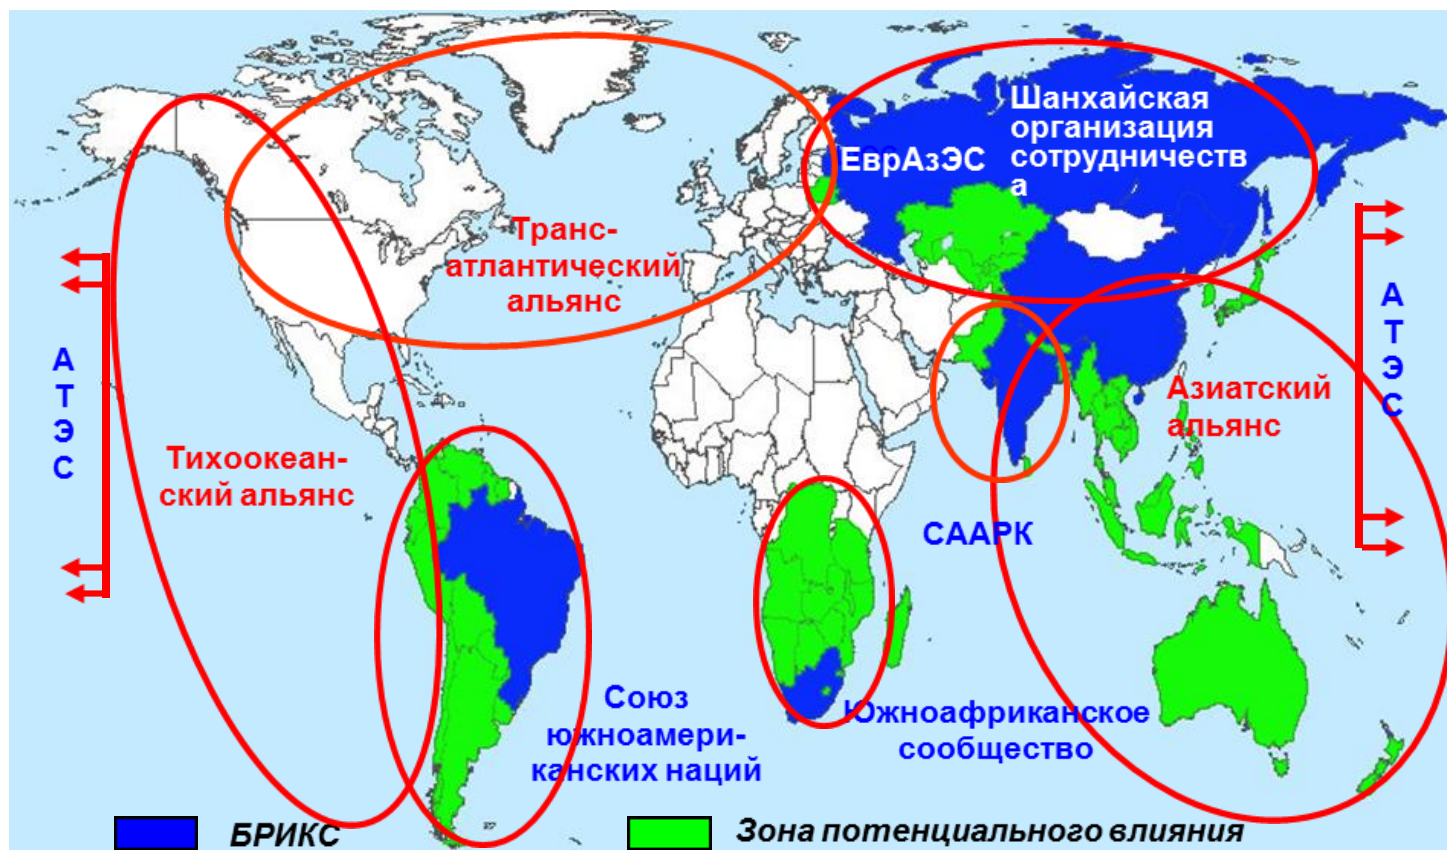 Шанхайская
организация
сотрудничеств
а
ЕврАзЭС
Транс-
атлантический
альянс
А
Т
Э
С
А
Т
Э
С
Азиатский
альянс
Тихоокеан-
ский альянс
СААРК
Союз
южноамери-
канских наций
Южноафриканское
сообщество
БРИКС
Зона потенциального влияния